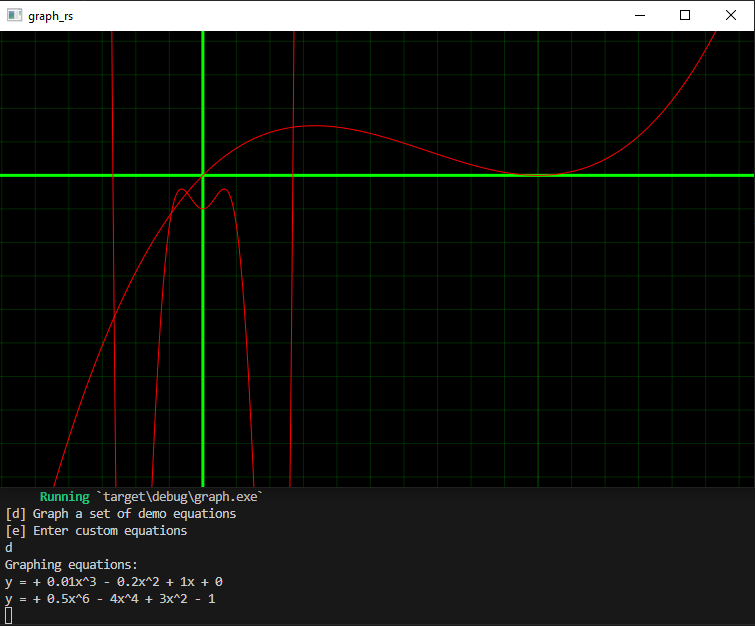 graph_rs
Running `target\debug\graph.exe`
[d] Graph a set of demo equations
[e] Enter custom equations
d
Graphing equations:
y = + 0.01x^3 - 0.2x^2 + 1x + 0
y = + 0.5x^6 - 4x^4 + 3x^2 - 1